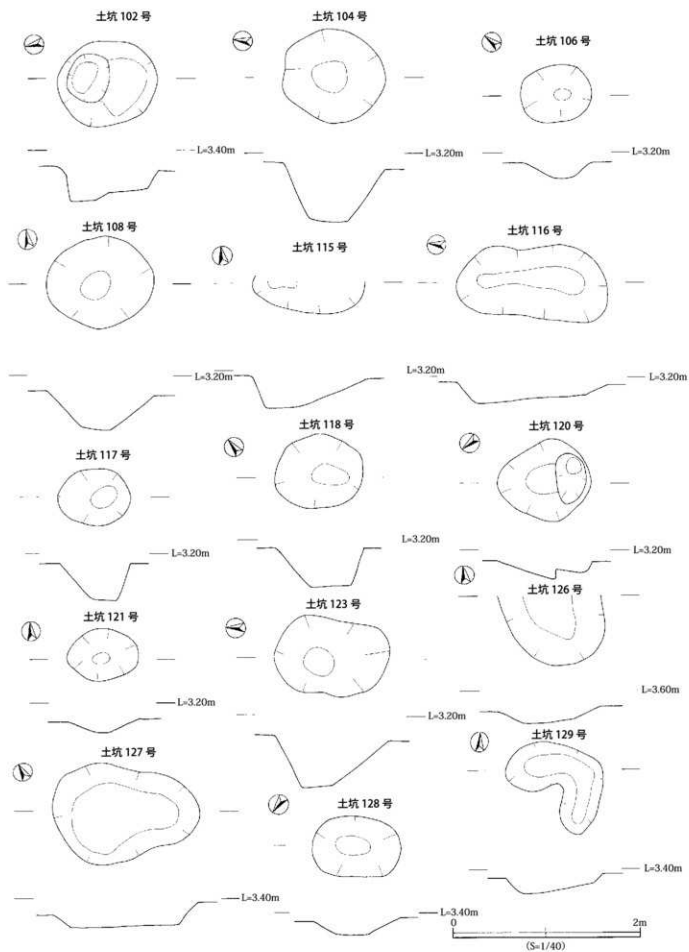 土坑 102 号
土坑 104 号
土坑 106 号
L=3.40m
L=3.20m
L=3.20m
土坑 108 号
土坑 115 号
土坑 116 号
L=3.20m
L=3.20m
L=3.20m
土坑 117 号
土坑 118 号
土坑 120 号
L=3.20m
L=3.20m
L=3.20m
土坑 121 号
土坑 123 号
土坑 126 号
L=3.20m
L=3.20m
L=3.60m
土坑 127 号
土坑 128 号
土坑 129 号
L=3.40m
L=3.40m
L=3.40m
0 2m
(S=1/40)